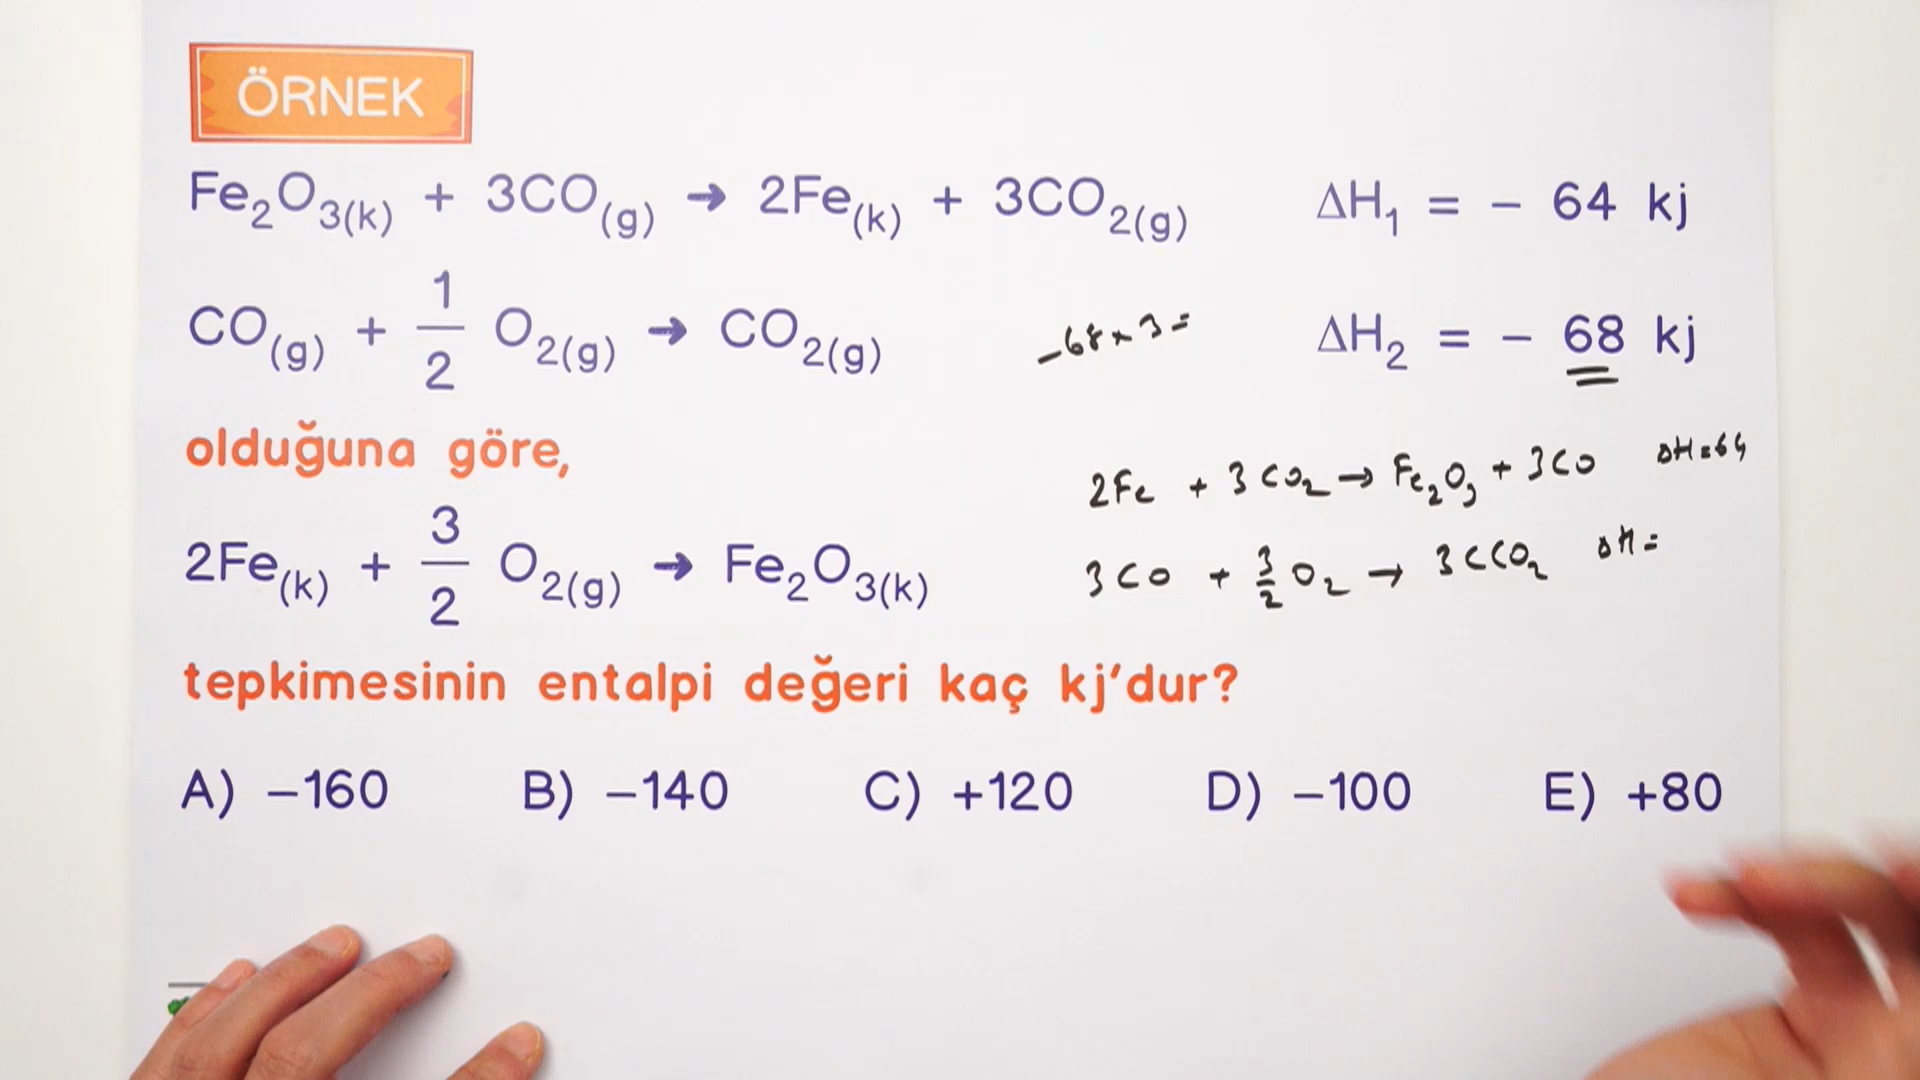 ÖRNEK
Fe₂O₃(k) + 3CO(g) → 2Fe(k) + 3CO₂(g) ΔH₁ = – 64 kj
CO(g) + 1/2 O₂(g) → CO₂(g) –68 × 3 = ΔH₂ = – 68 kj
olduğuna göre,
2Fe + 3CO₂ → Fe₂O₃ + 3CO ΔH = 64
2Fe(k) + 3/2 O₂(g) → Fe₂O₃(k)
3CO + 3/2 O₂ → 3CCO₂ ΔH =
tepkimesinin entalpi değeri kaç kj’dur?
A) –160 B) –140 C) +120 D) –100 E) +80